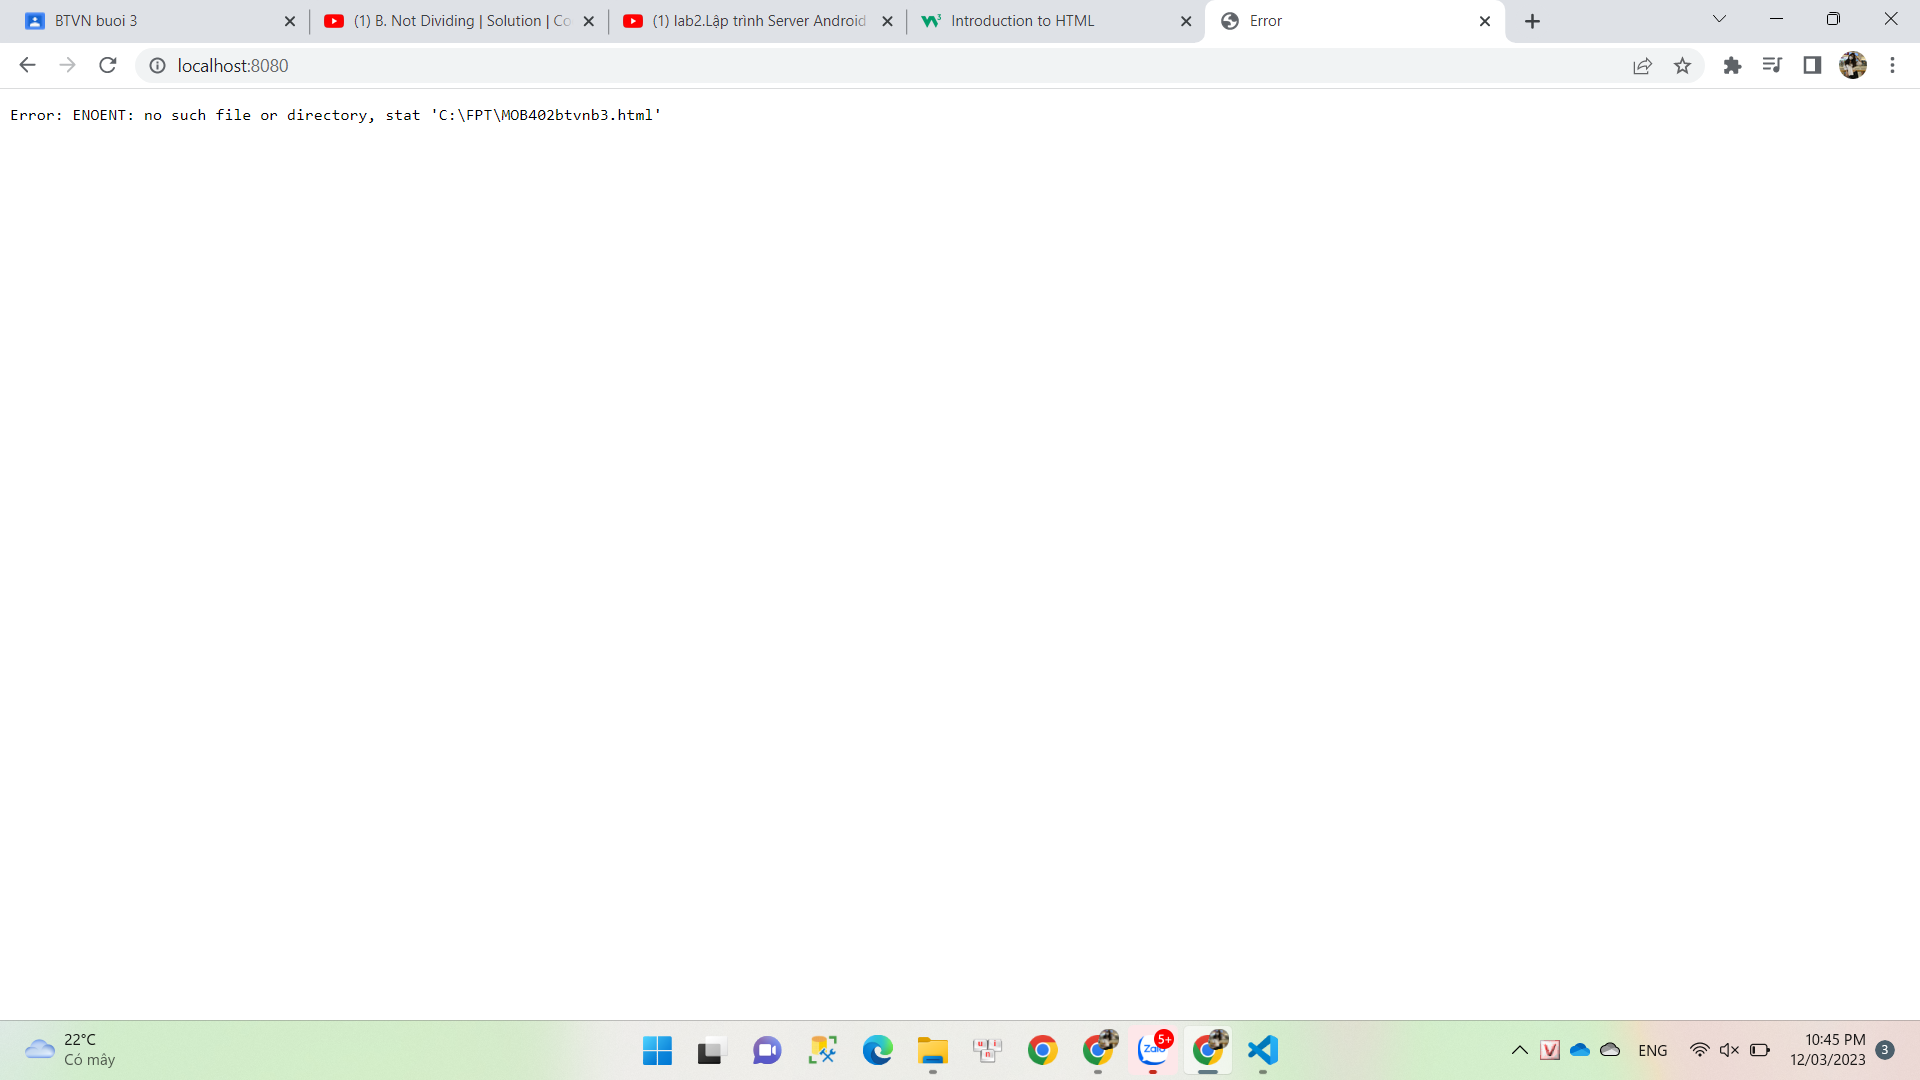 BTVN buoi 3
(1) B. Not Dividing | Solution | Co
(1) lab2.Lập trình Server Android
Introduction to HTML
Error
localhost:8080
Error: ENOENT: no such file or directory, stat 'C:\FPT\MOB402btvnb3.html'
22°C
Có mây
u i n
Zalo
5+
V
ENG
10:45 PM
12/03/2023
3